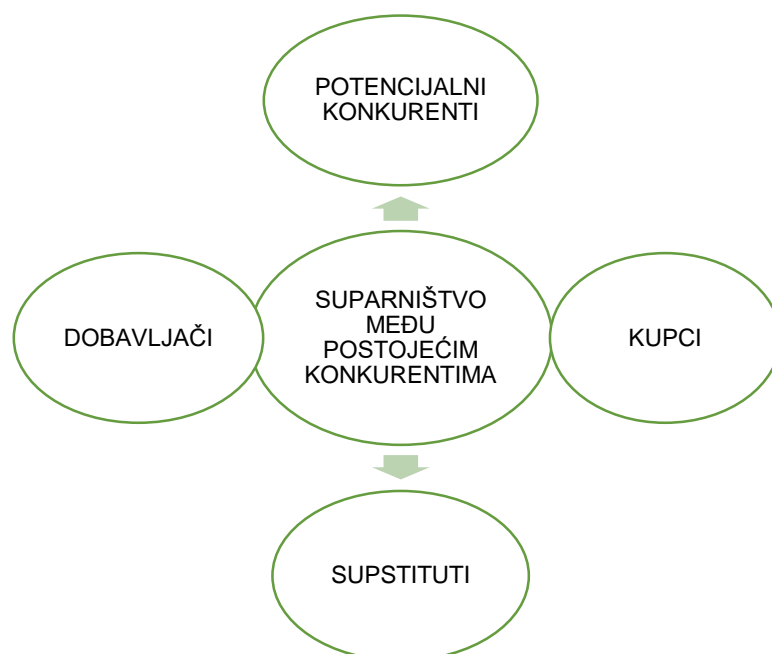 POTENCIJALNI
KONKURENTI
DOBAVLJAČI
SUPARNIŠTVO
MEĐU
POSTOJEĆIM
KONKURENTIMA
KUPCI
SUPSTITUTI